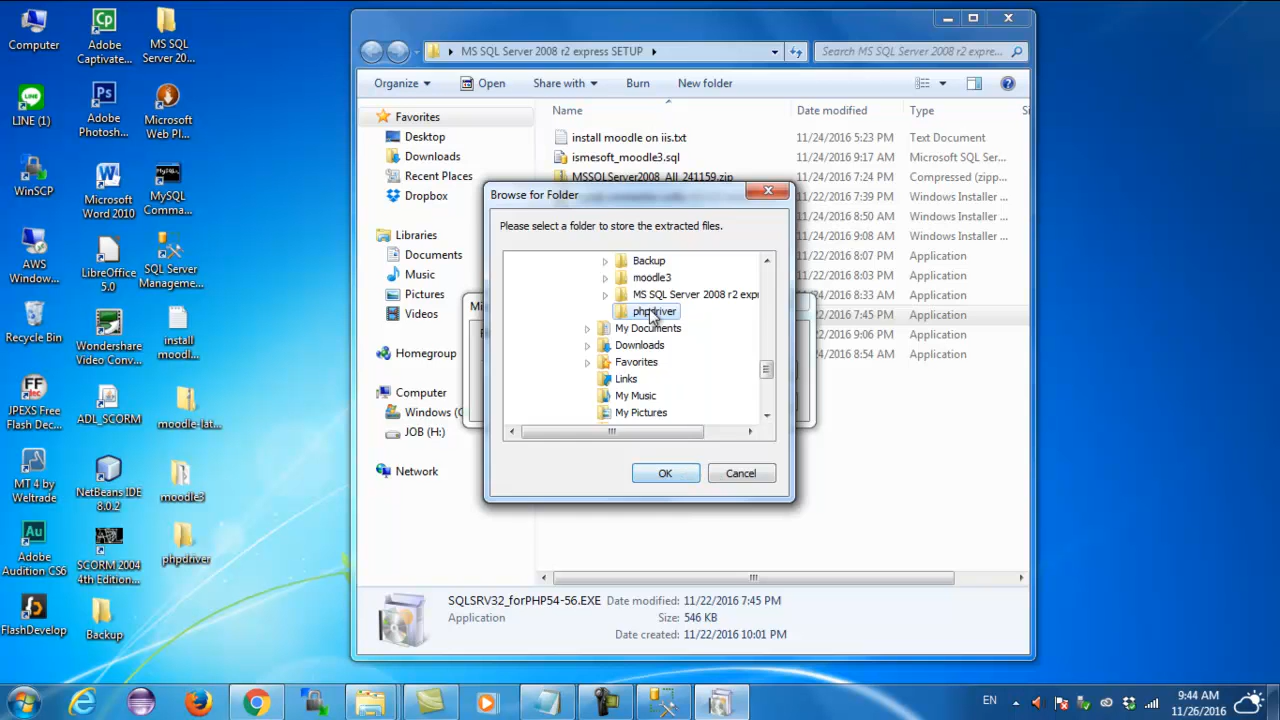 Computer
Adobe
Captivate...
MS SQL
Server 20...
LINE (1)
Adobe
Photosh...
Microsoft
Web Pl...
WinSCP
Microsoft
Word 2010
MySQL
Comma...
AWS
Window...
LibreOffice
5.0
SQL Server
Manageme...
Recycle Bin
Wondershare
Video Conv...
install
moodl...
JPEXS Free
Flash Dec...
ADL_SCORM
moodle-lat...
MT 4 by
Weltrade
NetBeans IDE
8.0.2
moodle3
Adobe
Audition CS6
SCORM 2004
4th Edition...
phpdriver
FlashDevelop
Backup
MS SQL Server 2008 r2 express SETUP
Search MS SQL Server 2008 r2 expre...
Organize
Open
Share with
Burn
New folder
Favorites
Desktop
Downloads
Recent Places
Dropbox
Libraries
Documents
Music
Pictures
Videos
Homegroup
Computer
Windows (C
JOB (H:)
Network
Name
Date modified
Type
Si
install moodle on iis.txt
11/24/2016 5:23 PM
Text Document
ismesoft_moodle3.sql
11/24/2016 9:17 AM
Microsoft SQL Ser...
MSSQLServer2008_All_241159.zip
11/24/2016 7:24 PM
Compressed (zipp...
11/22/2016 7:39 PM
Windows Installer
11/24/2016 8:50 AM
Windows Installer
11/24/2016 9:08 AM
Windows Installer
11/22/2016 8:07 PM
Application
11/22/2016 8:03 PM
Application
11/24/2016 8:33 AM
Application
22/2016 7:45 PM
Application
22/2016 9:06 PM
Application
24/2016 8:54 AM
Application
Browse for Folder
Please select a folder to store the extracted files.
Backup
moodle3
MS SQL Server 2008 r2 expr
phpdriver
My Documents
Downloads
Favorites
Links
My Music
My Pictures
OK
Cancel
Mi
SQLSRV32_forPHP54-56.EXE
Date modified: 11/22/2016 7:45 PM
Application
Size: 546 KB
Date created: 11/22/2016 10:01 PM
EN
9:44 AM
11/26/2016